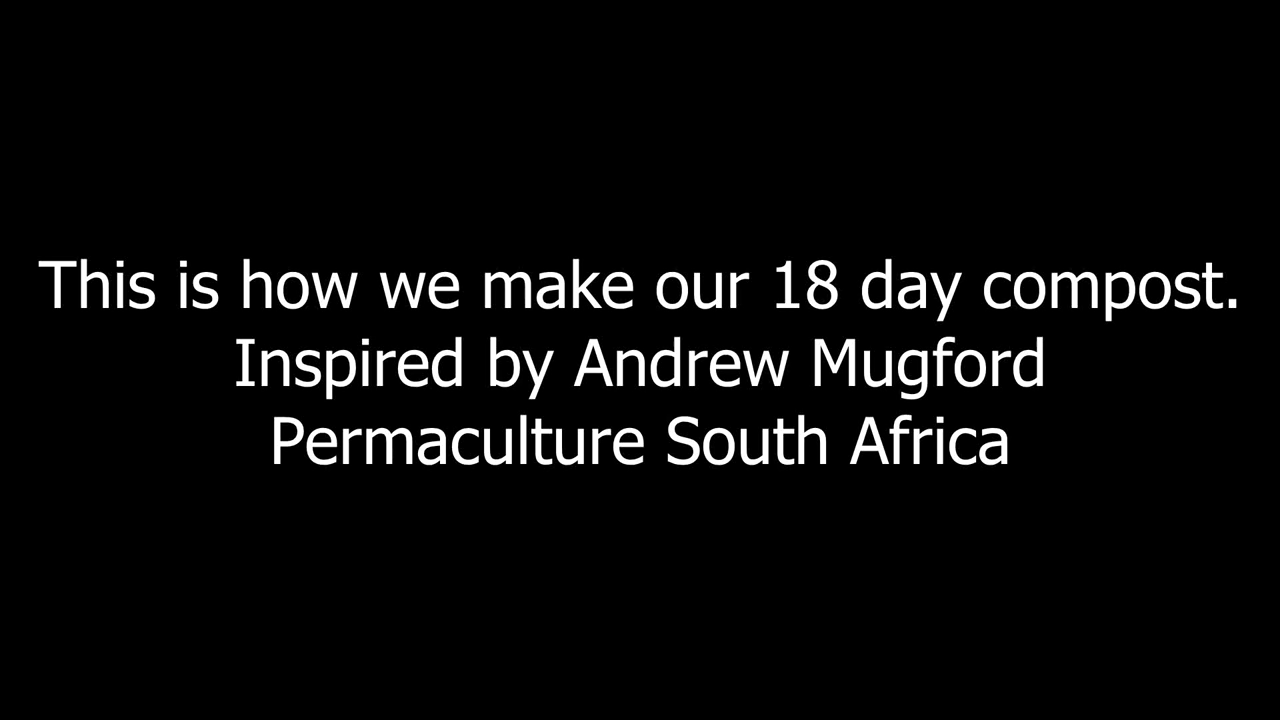 This is how we make our 18 day compost.
Inspired by Andrew Mugford
Permaculture South Africa